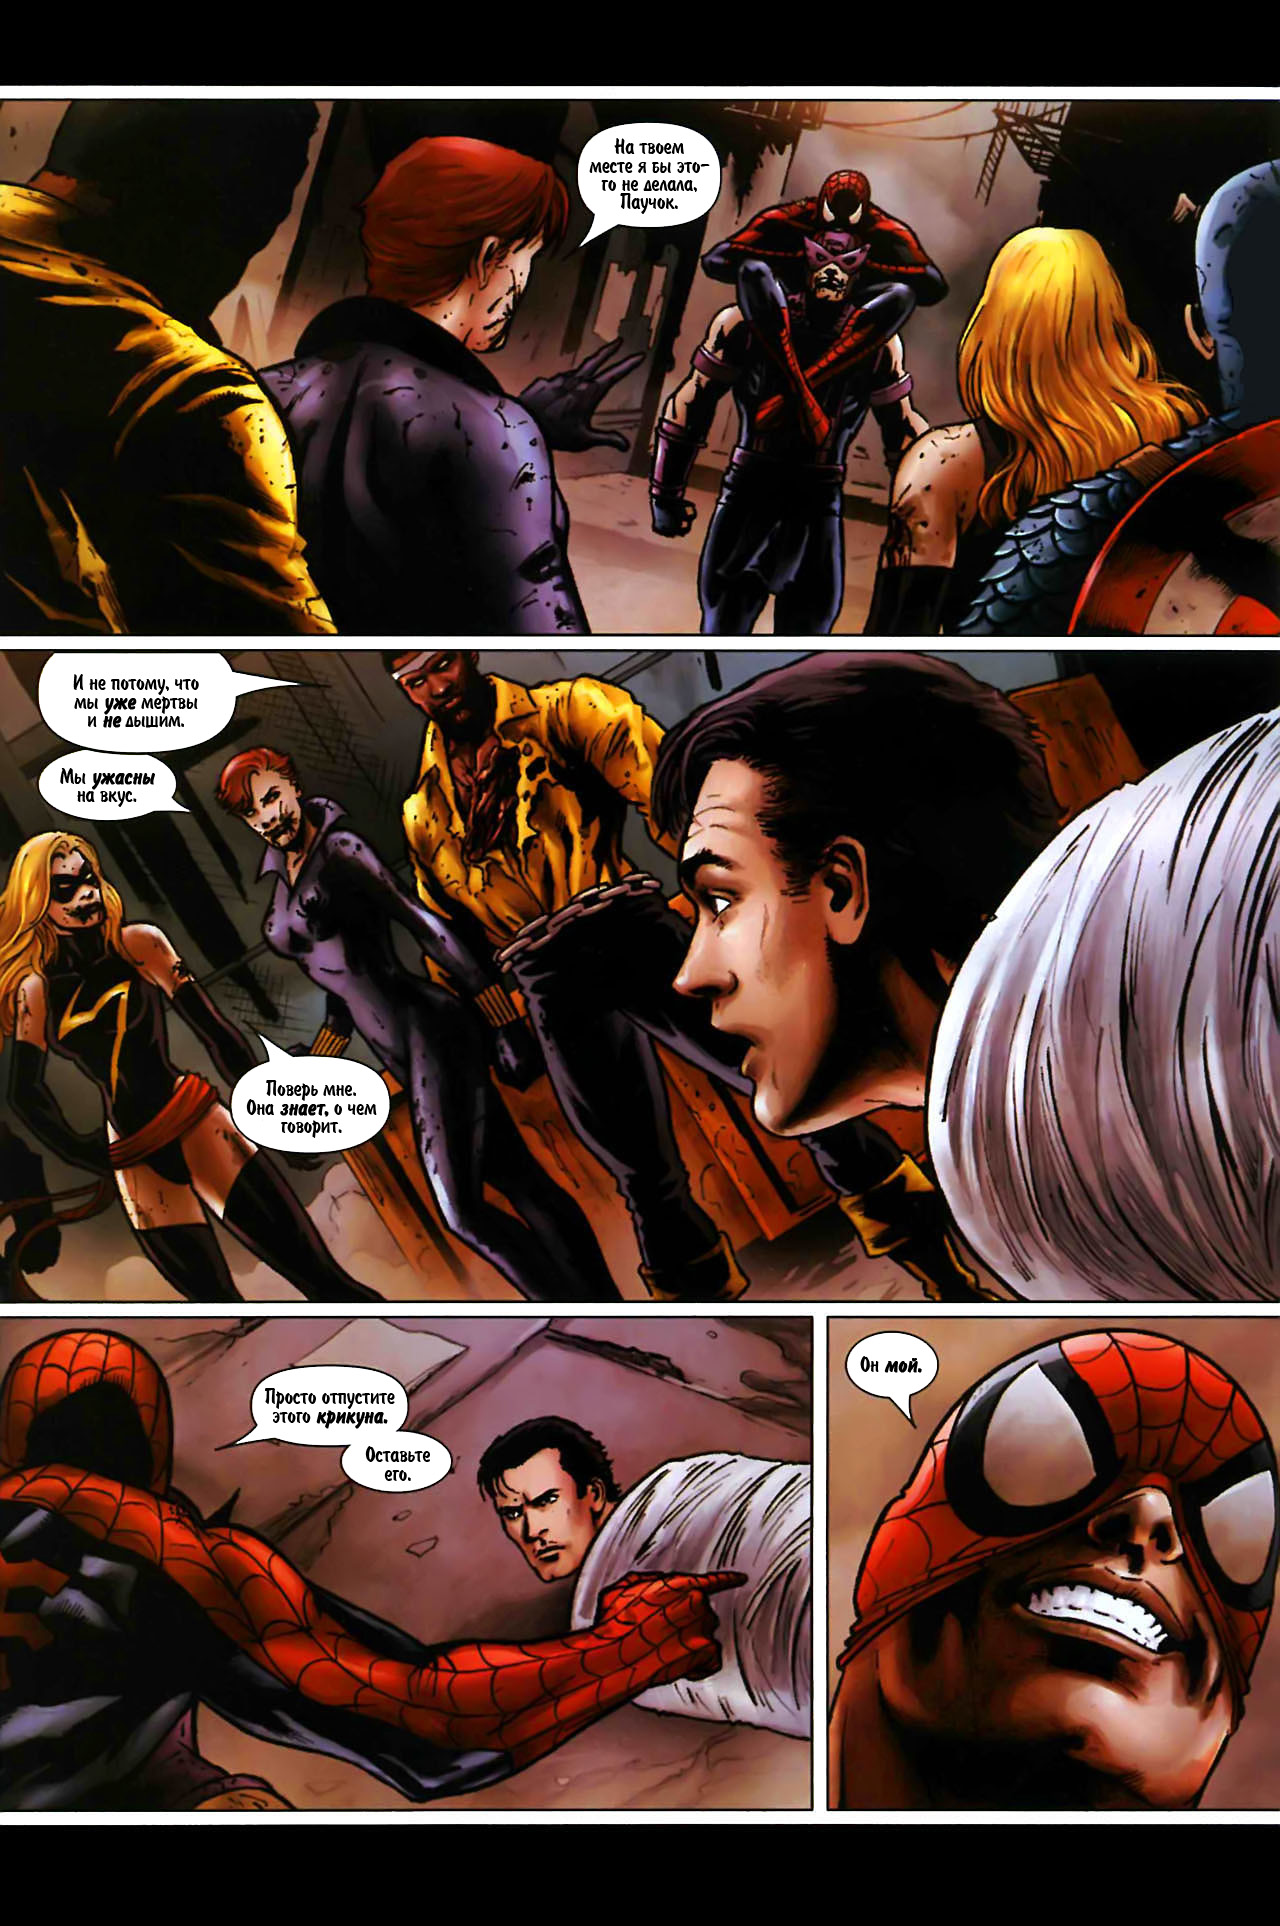 На твоем
месте я бы это-
го не делала,
Паучок.
И не потому, что
мы уже мертвы
и не дышим.
Мы ужасны
на вкус.
Поверь мне.
Она знает, о чем
говорит.
Просто отпустите
этого крикуна.
Оставьте
его.
Он мой.